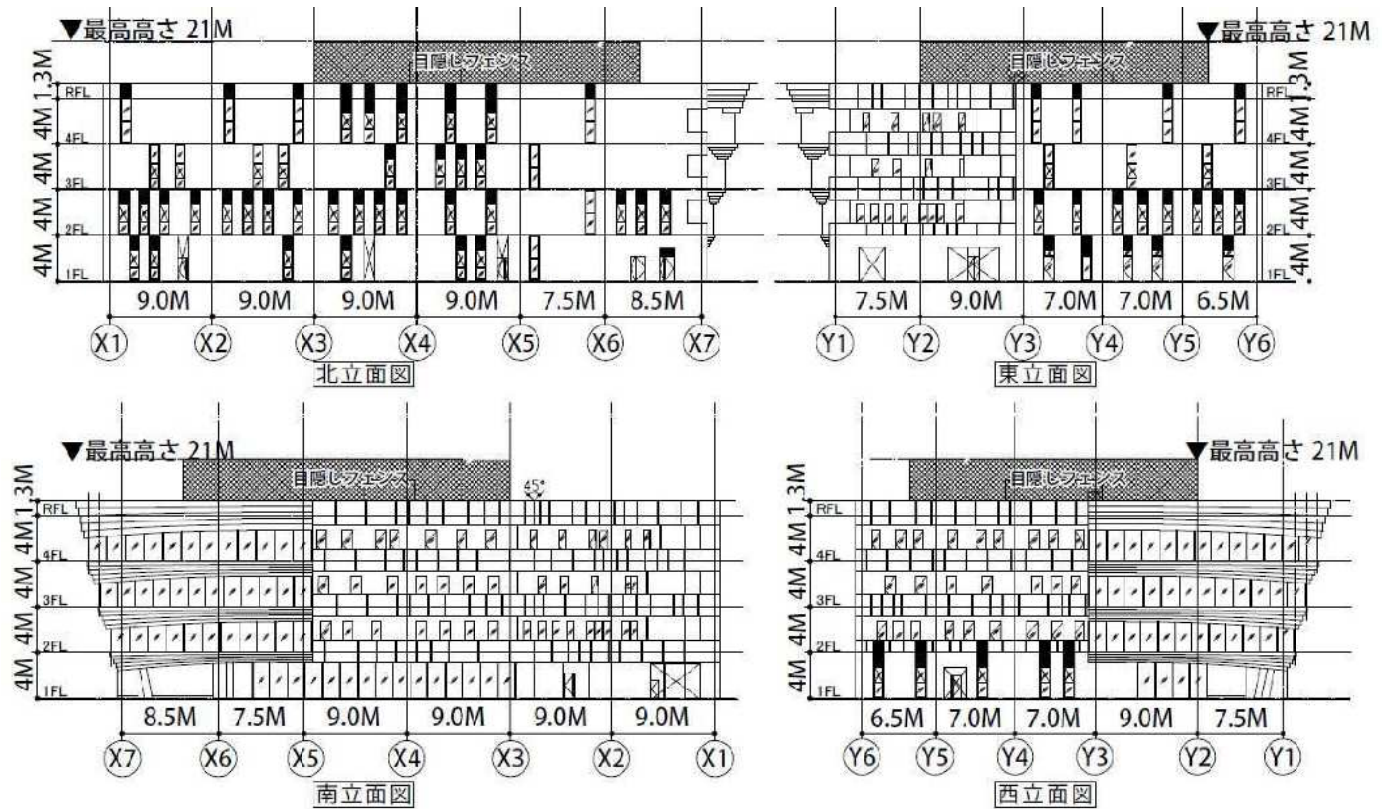 ▼最高高さ 21M
目隠しフェンス
1.3M
4M
4M
4M
4M
RFL
4FL
3FL
2FL
1FL
9.0M 9.0M 9.0M 9.0M 7.5M 8.5M
X1 X2 X3 X4 X5 X6 X7
北立面図
▼最高高さ 21M
目隠しフェンス
RFL
4FL
3FL
2FL
1FL
1.3M
4M
4M
4M
4M
7.5M 9.0M 7.0M 7.0M 6.5M
Y1 Y2 Y3 Y4 Y5 Y6
東立面図
▼最高高さ 21M
目隠しフェンス
45°
1.3M
4M
4M
4M
4M
RFL
4FL
3FL
2FL
1FL
8.5M 7.5M 9.0M 9.0M 9.0M 9.0M
X7 X6 X5 X4 X3 X2 X1
南立面図
▼最高高さ 21M
目隠しフェンス
1.3M
4M
4M
4M
4M
RFL
4FL
3FL
2FL
1FL
6.5M 7.0M 7.0M 9.0M 7.5M
Y6 Y5 Y4 Y3 Y2 Y1
西立面図